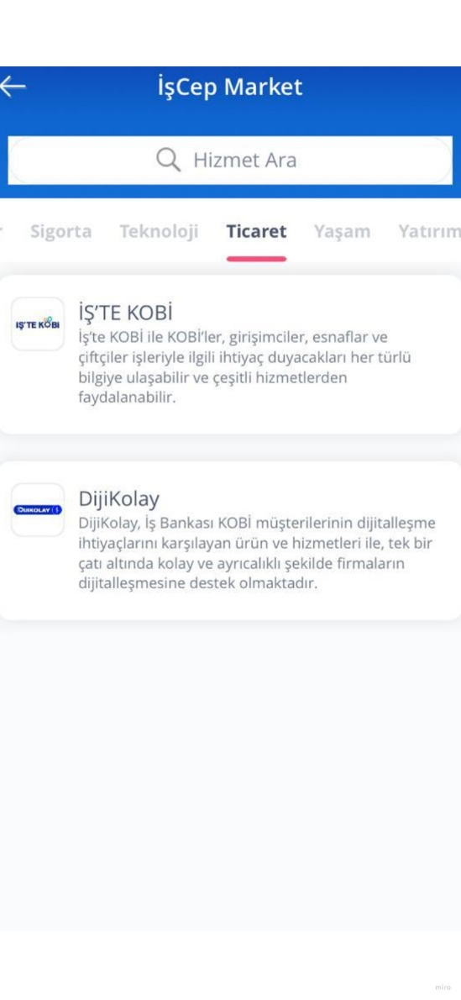 İşCep Market
Hizmet Ara
Sigorta Teknoloji Ticaret Yaşam Yatırım
İŞ'TE KOBİ
İŞ'TE KOBİ
İş'te KOBİ ile KOBİ'ler, girişimciler, esnaflar ve
çiftçiler işleriyle ilgili ihtiyaç duyacakları her türlü
bilgiye ulaşabilir ve çeşitli hizmetlerden
faydalanabilir.
DİJİKOLAY
DijiKolay
DijiKolay, İş Bankası KOBİ müşterilerinin dijitalleşme
ihtiyaçlarını karşılayan ürün ve hizmetleri ile, tek bir
çatı altında kolay ve ayrıcalıklı şekilde firmaların
dijitalleşmesine destek olmaktadır.
miro